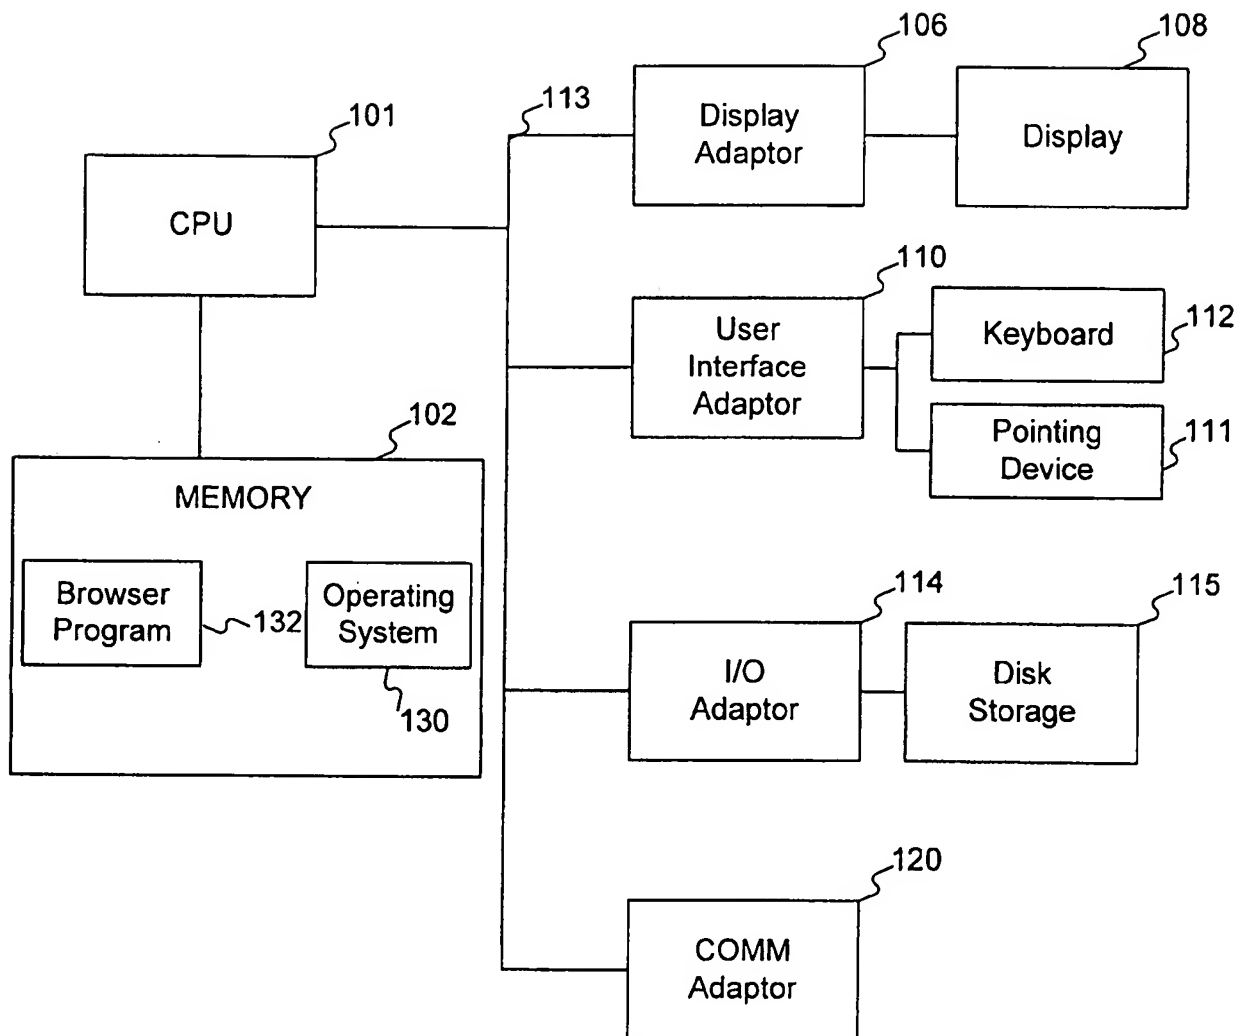 106
108
113
101
Display
Adaptor
Display
CPU
110
User
Interface
Adaptor
Keyboard
112
Pointing
Device
111
102
MEMORY
Browser
Program
132
Operating
System
130
114
115
I/O
Adaptor
Disk
Storage
120
COMM
Adaptor